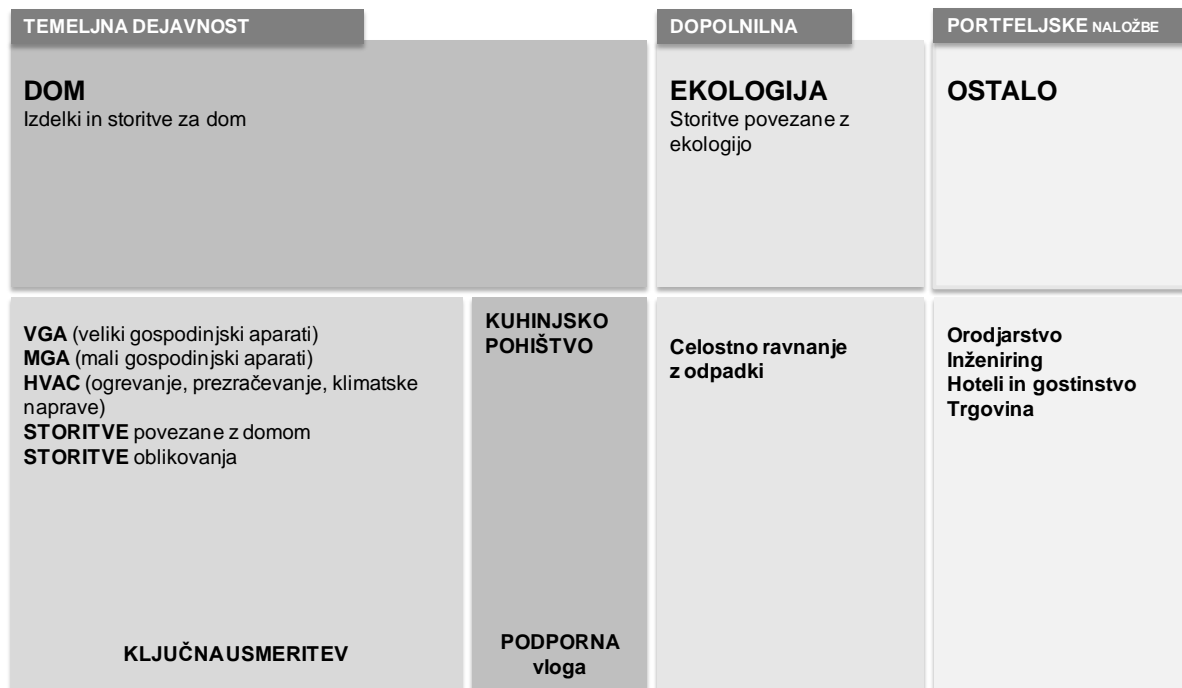 TEMELJNA DEJAVNOST
DOM
Izdelki in storitve za dom
DOPOLNILNA
EKOLOGIJA
Storitve povezane z
ekologijo
PORTFELJSKE NALOŽBE
OSTALO
VGA (veliki gospodinjski aparati)
MGA (mali gospodinjski aparati)
HVAC (ogrevanje, prezračevanje, klimatske
naprave)
STORITVE povezane z domom
STORITVE oblikovanja
KLJUČNA USMERITEV
KUHINJSKO
POHIŠTVO
PODPORNA
vloga
Celostno ravnanje
z odpadki
Orodjarstvo
Inženiring
Hoteli in gostinstvo
Trgovina